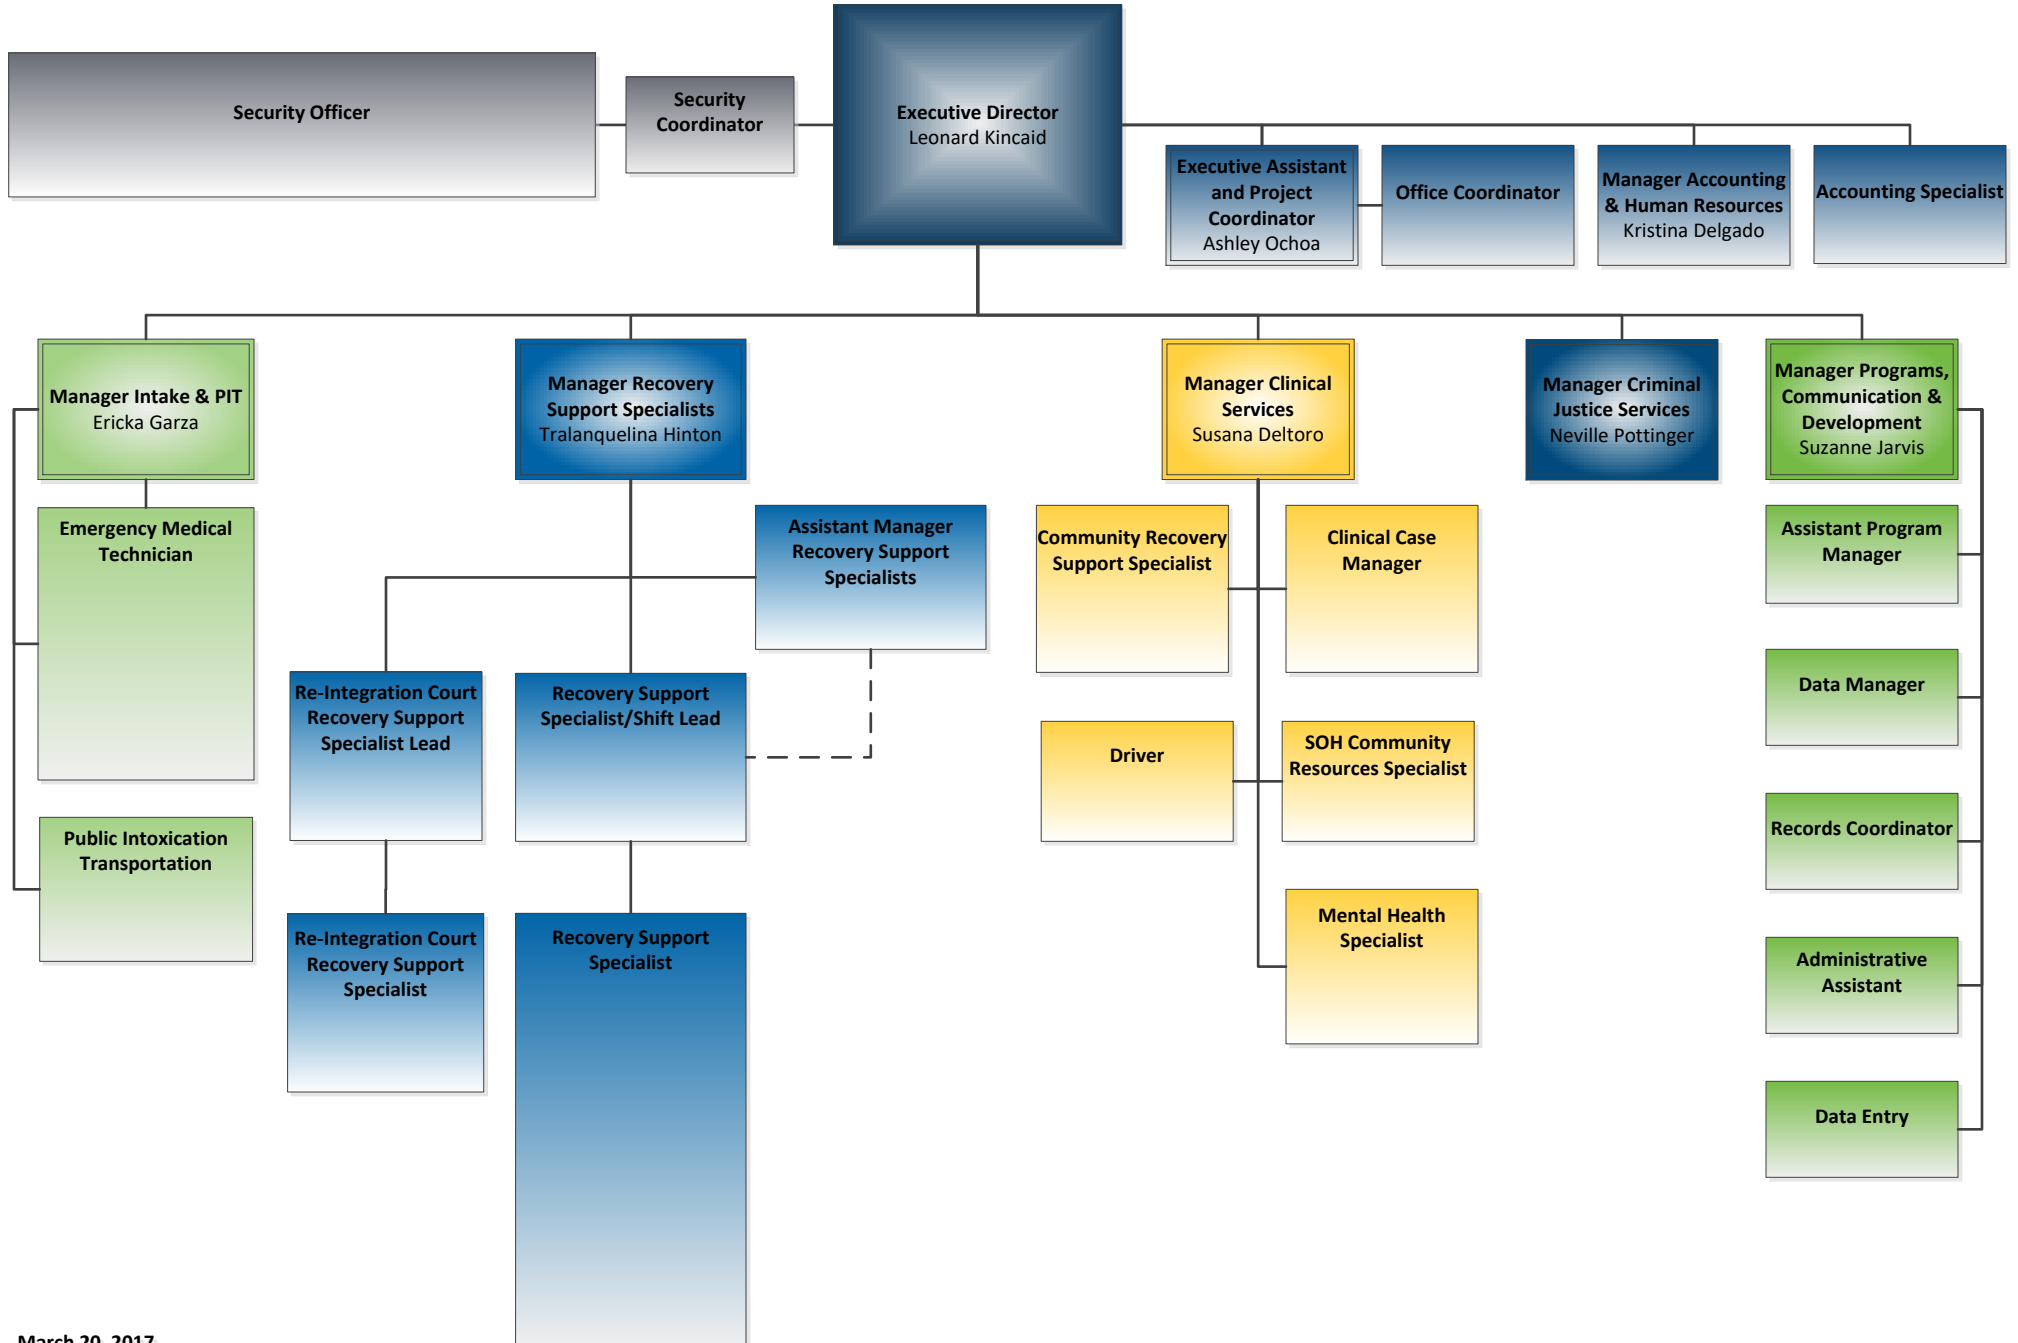 Security Officer
Security
Coordinator
Executive Director
Leonard Kincaid
Executive Assistant
and Project
Coordinator
Ashley Ochoa
Office Coordinator
Manager Accounting
& Human Resources
Kristina Delgado
Accounting Specialist
Manager Intake & PIT
Ericka Garza
Manager Recovery
Support Specialists
Tralanquelina Hinton
Manager Clinical
Services
Susana Deltoro
Manager Criminal
Justice Services
Neville Pottinger
Manager Programs,
Communication &
Development
Suzanne Jarvis
Emergency Medical
Technician
Assistant Manager
Recovery Support
Specialists
Community Recovery
Support Specialist
Clinical Case
Manager
Assistant Program
Manager
Re-Integration Court
Recovery Support
Specialist Lead
Recovery Support
Specialist/Shift Lead
Driver
SOH Community
Resources Specialist
Data Manager
Public Intoxication
Transportation
Records Coordinator
Re-Integration Court
Recovery Support
Specialist
Recovery Support
Specialist
Mental Health
Specialist
Administrative
Assistant
Data Entry
March 20, 2017